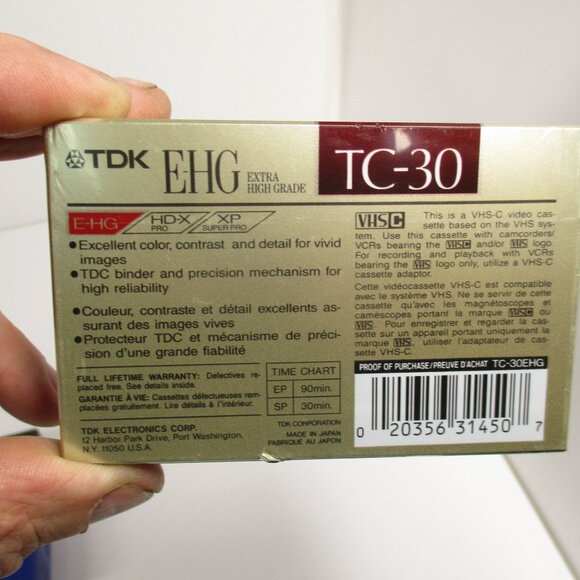 TDK E-HG EXTRA HIGH GRADE TC-30
E-HG HD-X PRO XP SUPER PRO
•Excellent color, contrast and detail for vivid
images
•TDC binder and precision mechanism for
high reliability
•Couleur, contraste et détail excellents as-
surant des images vives
•Protecteur TDC et mécanisme de préci-
sion d'une grande fiabilité
FULL LIFETIME WARRANTY: Defectives re-
placed free. See details inside.
GARANTIE À VIE: Cassettes défectueuses rem-
placées gratuitement. Lire détails à l'intérieur.
TDK ELECTRONICS CORP.
12 Harbor Park Drive, Port Washington,
N.Y. 11050 U.S.A.
TIME CHART
EP 90min.
SP 30min.
TDK CORPORATION
MADE IN JAPAN
FABRIQUE AU JAPON
VHSC This is a VHS-C video cas-
sette based on the VHS sys-
tem. Use this cassette with camcorders/
VCRs bearing the VHSC and/or VHS logo.
For recording and playback with VCRs
bearing the VHS logo only, utilize a VHS-C
cassette adaptor.
Cette vidéocassette VHS-C est compatible
avec le système VHS. Ne se servir de cette
cassette qu'avec les magnétoscopes et
caméscopes portant la marque VHSC ou
VHS. Pour enregistrer et regarder la cas-
sette sur un appareil portant uniquement la
marque VHS, utiliser l'adaptateur de cas-
sette VHS-C.
PROOF OF PURCHASE/PREUVE D'ACHAT TC-30EHG
0 20356 31450 7